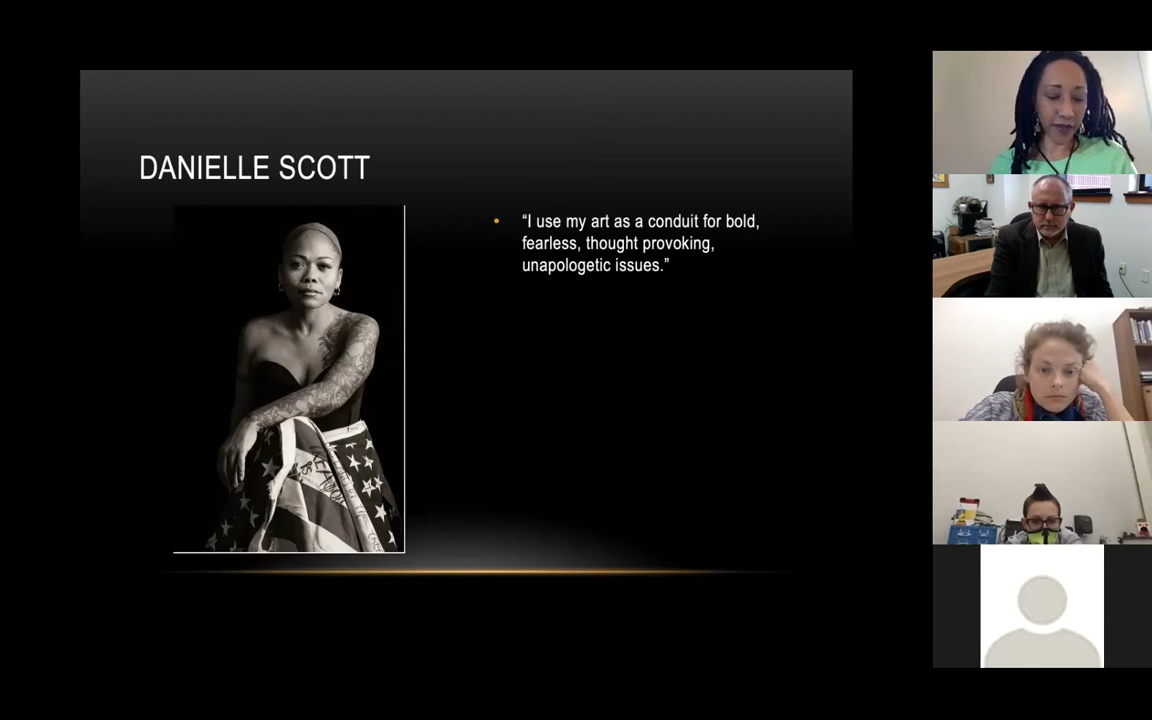 DANIELLE SCOTT
• “I use my art as a conduit for bold,
fearless, thought provoking,
unapologetic issues.”